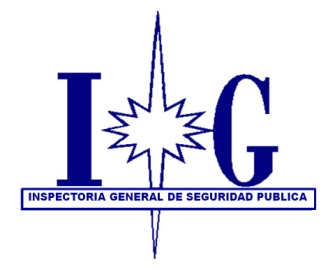 I G
INSPECTORIA GENERAL DE SEGURIDAD PUBLICA